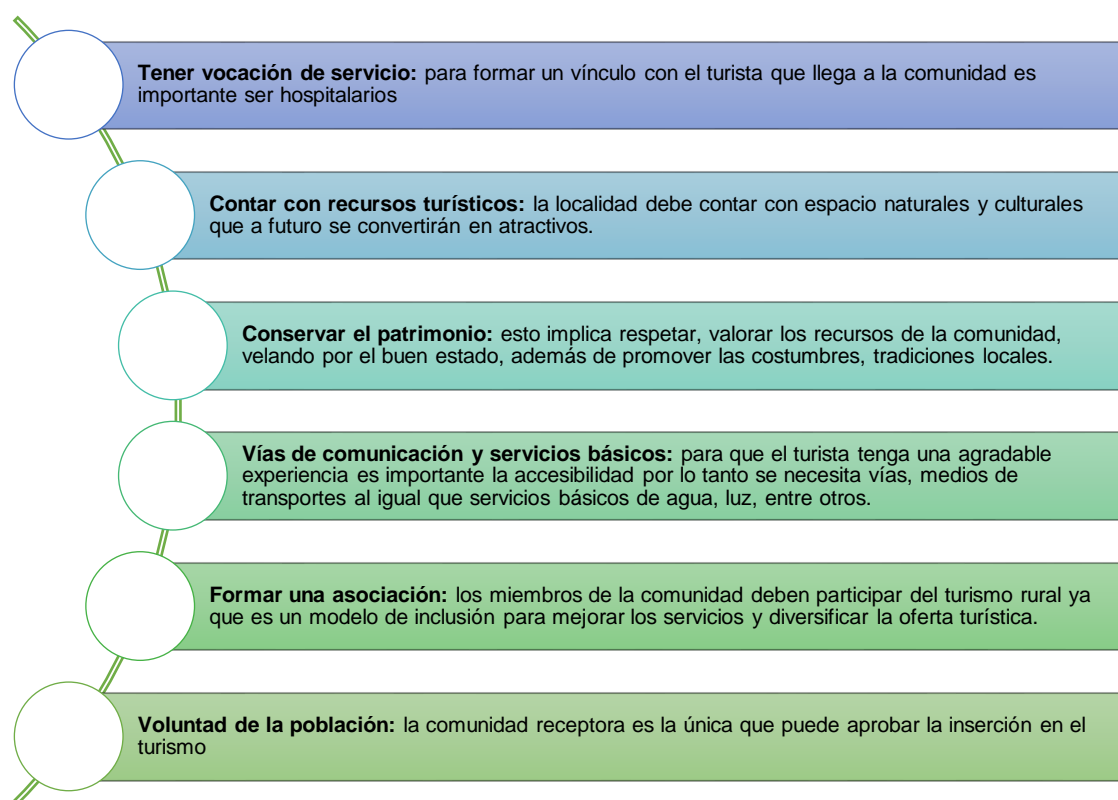 Tener vocación de servicio: para formar un vínculo con el turista que llega a la comunidad es
importante ser hospitalarios
Contar con recursos turísticos: la localidad debe contar con espacio naturales y culturales
que a futuro se convertirán en atractivos.
Conservar el patrimonio: esto implica respetar, valorar los recursos de la comunidad,
velando por el buen estado, además de promover las costumbres, tradiciones locales.
Vías de comunicación y servicios básicos: para que el turista tenga una agradable
experiencia es importante la accesibilidad por lo tanto se necesita vías, medios de
transportes al igual que servicios básicos de agua, luz, entre otros.
Formar una asociación: los miembros de la comunidad deben participar del turismo rural ya
que es un modelo de inclusión para mejorar los servicios y diversificar la oferta turística.
Voluntad de la población: la comunidad receptora es la única que puede aprobar la inserción en el
turismo